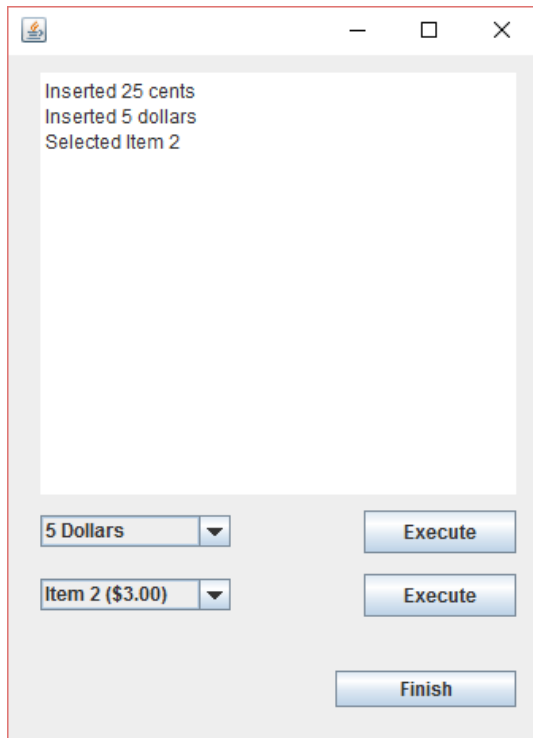 Inserted 25 cents
Inserted 5 dollars
Selected Item 2
5 Dollars
Execute
Item 2 ($3.00)
Execute
Finish